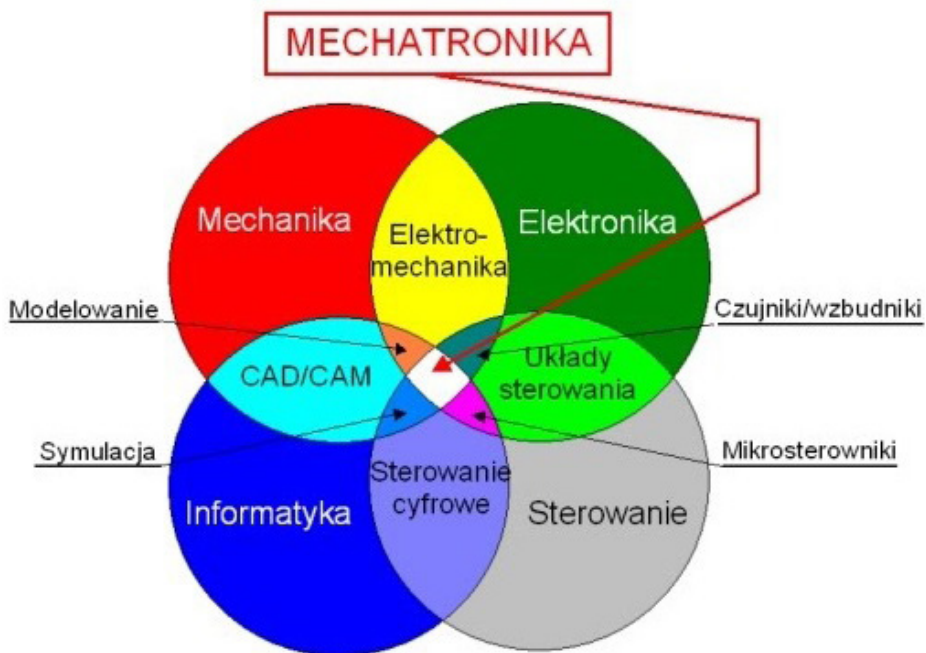 MECHATRONIKA
Mechanika
Elektronika
Elektro-
mechanika
Modelowanie
Czujniki/wzbudniki
CAD/CAM
Układy
sterowania
Symulacja
Mikrosterowniki
Sterowanie
cyfrowe
Informatyka
Sterowanie